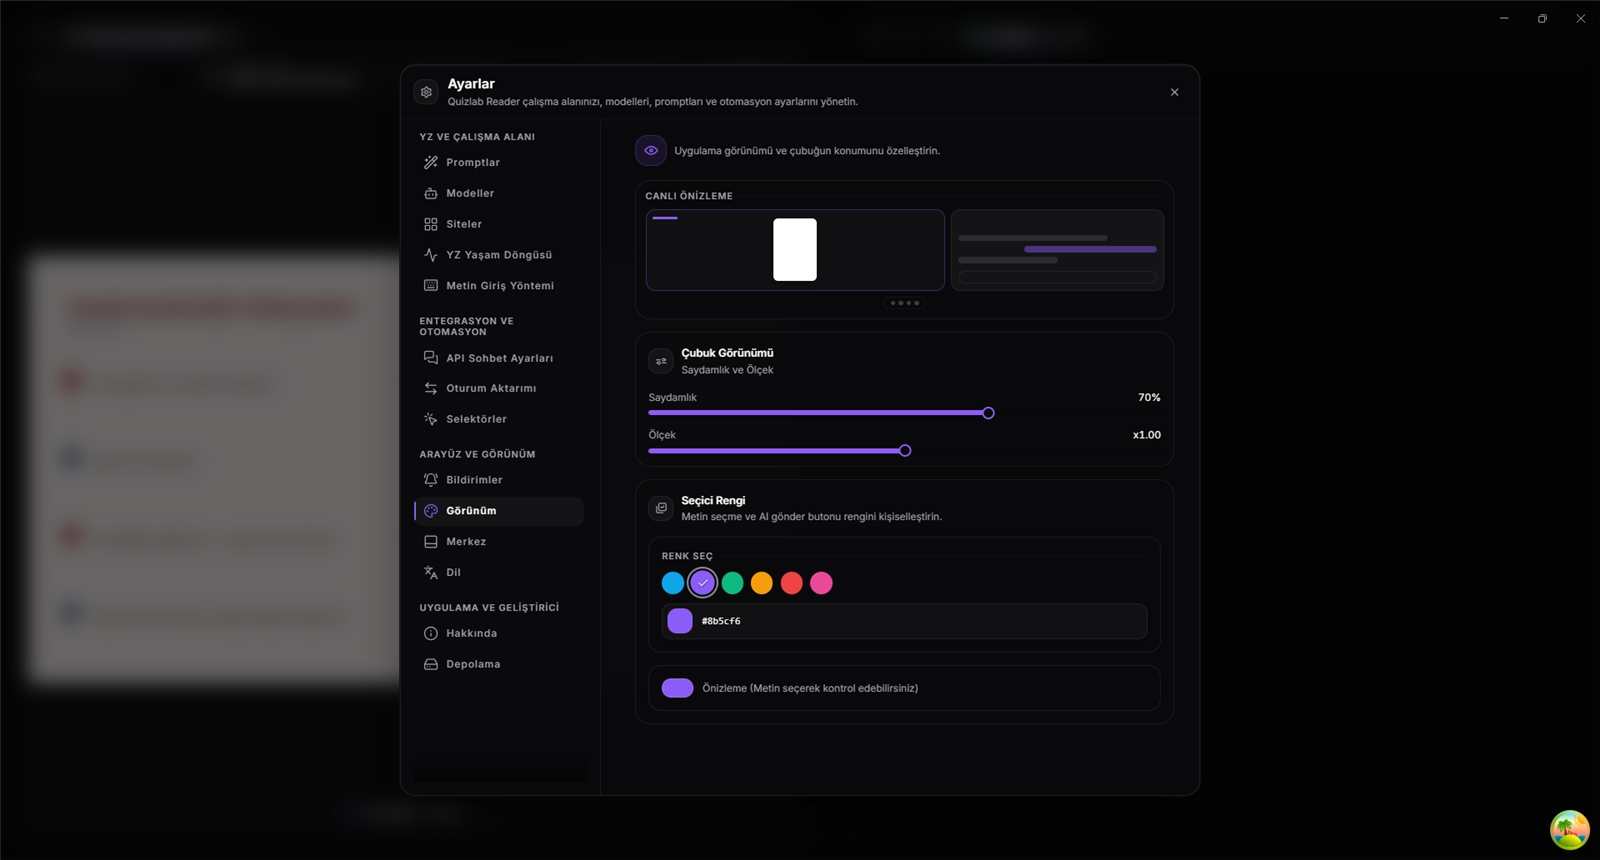 Ayarlar
Quizlab Reader çalışma alanınızı, modelleri, promptları ve otomasyon ayarlarını yönetin.
YZ VE ÇALIŞMA ALANI
Promptlar
Modeller
Siteler
YZ Yaşam Döngüsü
Metin Giriş Yöntemi
ENTEGRASYON VE
OTOMASYON
API Sohbet Ayarları
Oturum Aktarımı
Selektörler
ARAYÜZ VE GÖRÜNÜM
Bildirimler
Görünüm
Merkez
Dil
UYGULAMA VE GELİŞTİRİCİ
Hakkında
Depolama
Uygulama görünümü ve çubuğun konumunu özelleştirin.
CANLI ÖNİZLEME
Çubuk Görünümü
Saydamlık ve Ölçek
Saydamlık 70%
Ölçek x1.00
Seçici Rengi
Metin seçme ve AI gönder butonu rengini kişiselleştirin.
RENK SEÇ
#8b5cf6
Önizleme (Metin seçerek kontrol edebilirsiniz)